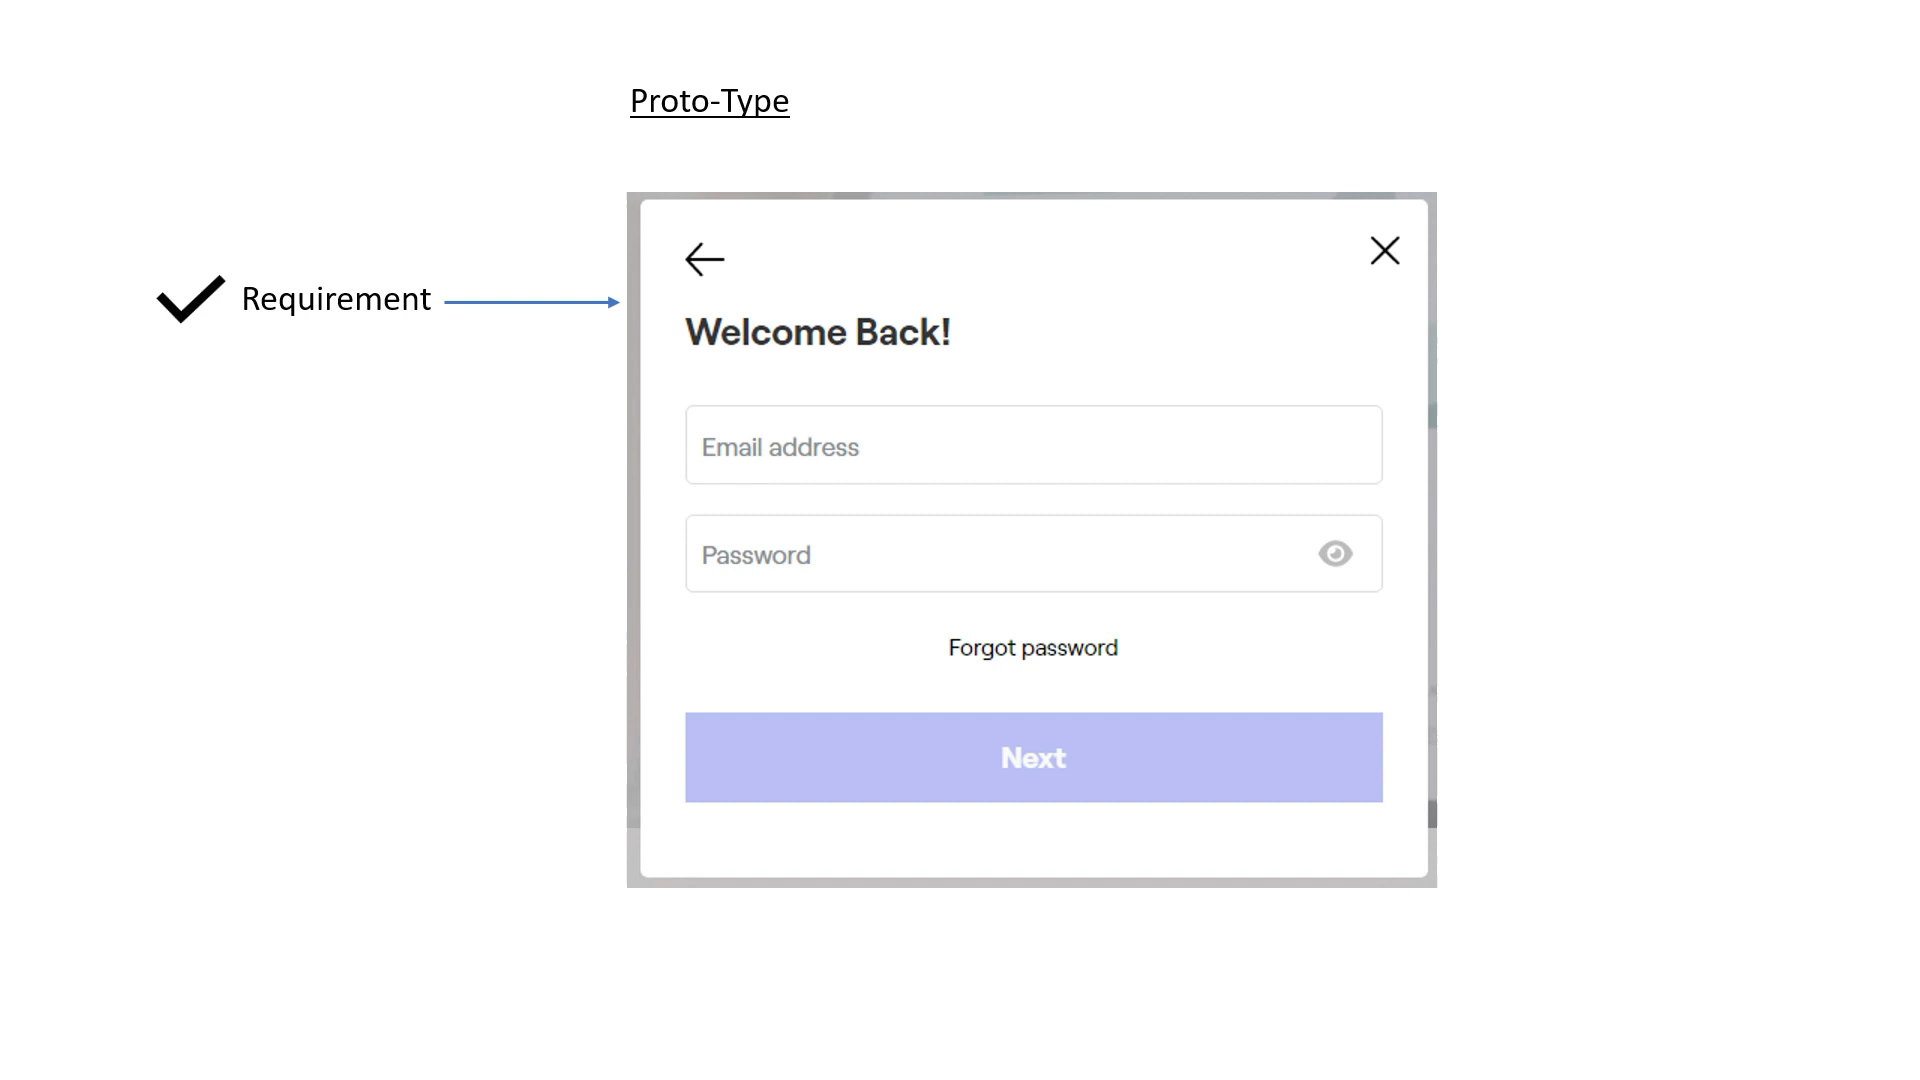 Proto-Type
Requirement
Welcome Back!
Email address
Password
Forgot password
Next